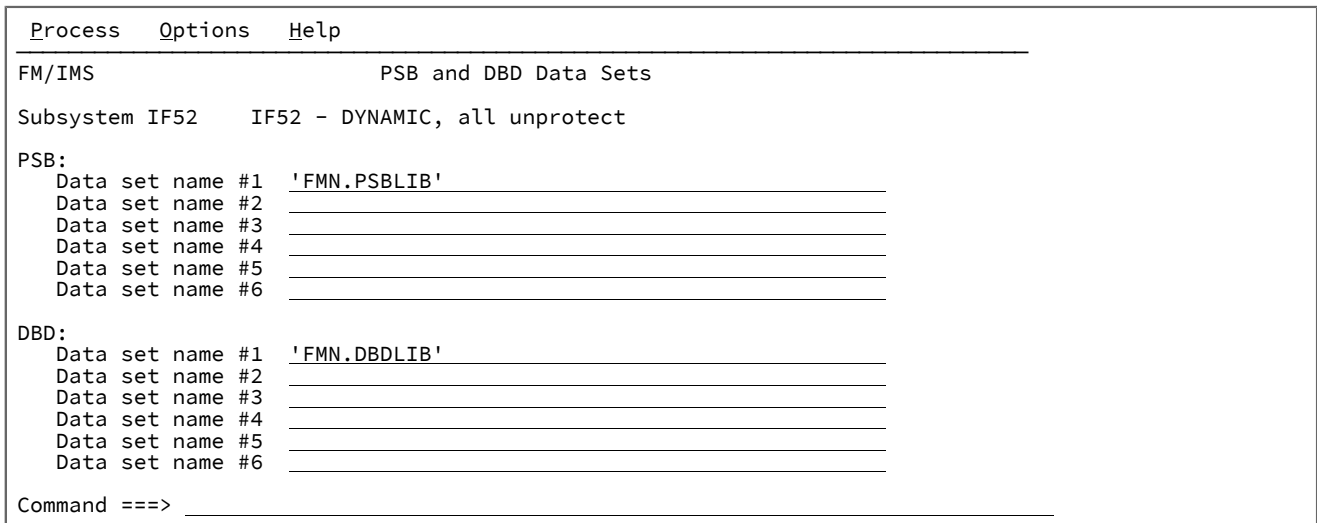 Process   Options   Help
FM/IMS                      PSB and DBD Data Sets
Subsystem IF52    IF52 - DYNAMIC, all unprotect
PSB:
   Data set name #1  'FMN.PSBLIB'
   Data set name #2
   Data set name #3
   Data set name #4
   Data set name #5
   Data set name #6
DBD:
   Data set name #1  'FMN.DBDLIB'
   Data set name #2
   Data set name #3
   Data set name #4
   Data set name #5
   Data set name #6
Command ===>